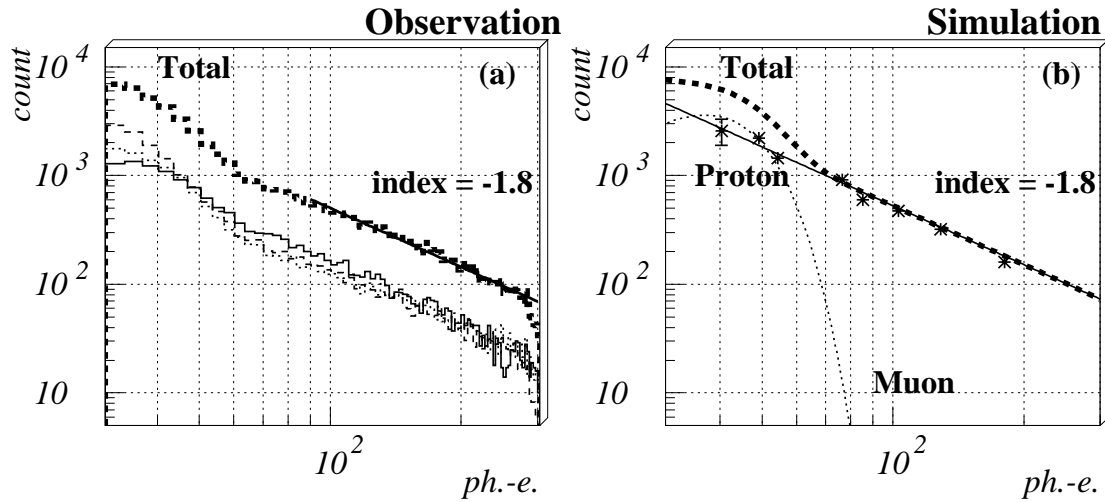 Observation
count
10^4
Total
(a)
10^3
index = -1.8
10^2
10
10^2
ph.-e.
Simulation
count
10^4
Total
(b)
10^3
Proton
index = -1.8
10^2
10
Muon
10^2
ph.-e.